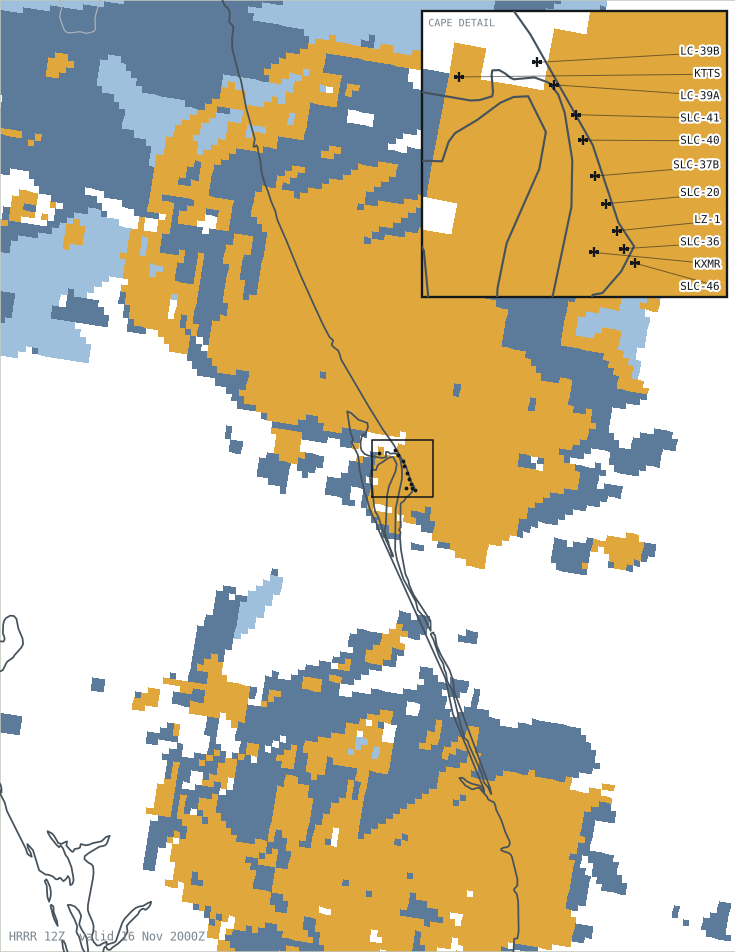 CAPE DETAIL
LC-39B
KTTS
LC-39A
SLC-41
SLC-40
SLC-37B
SLC-20
LZ-1
SLC-36
KXMR
SLC-46
HRRR 12Z valid 16 Nov 2000Z